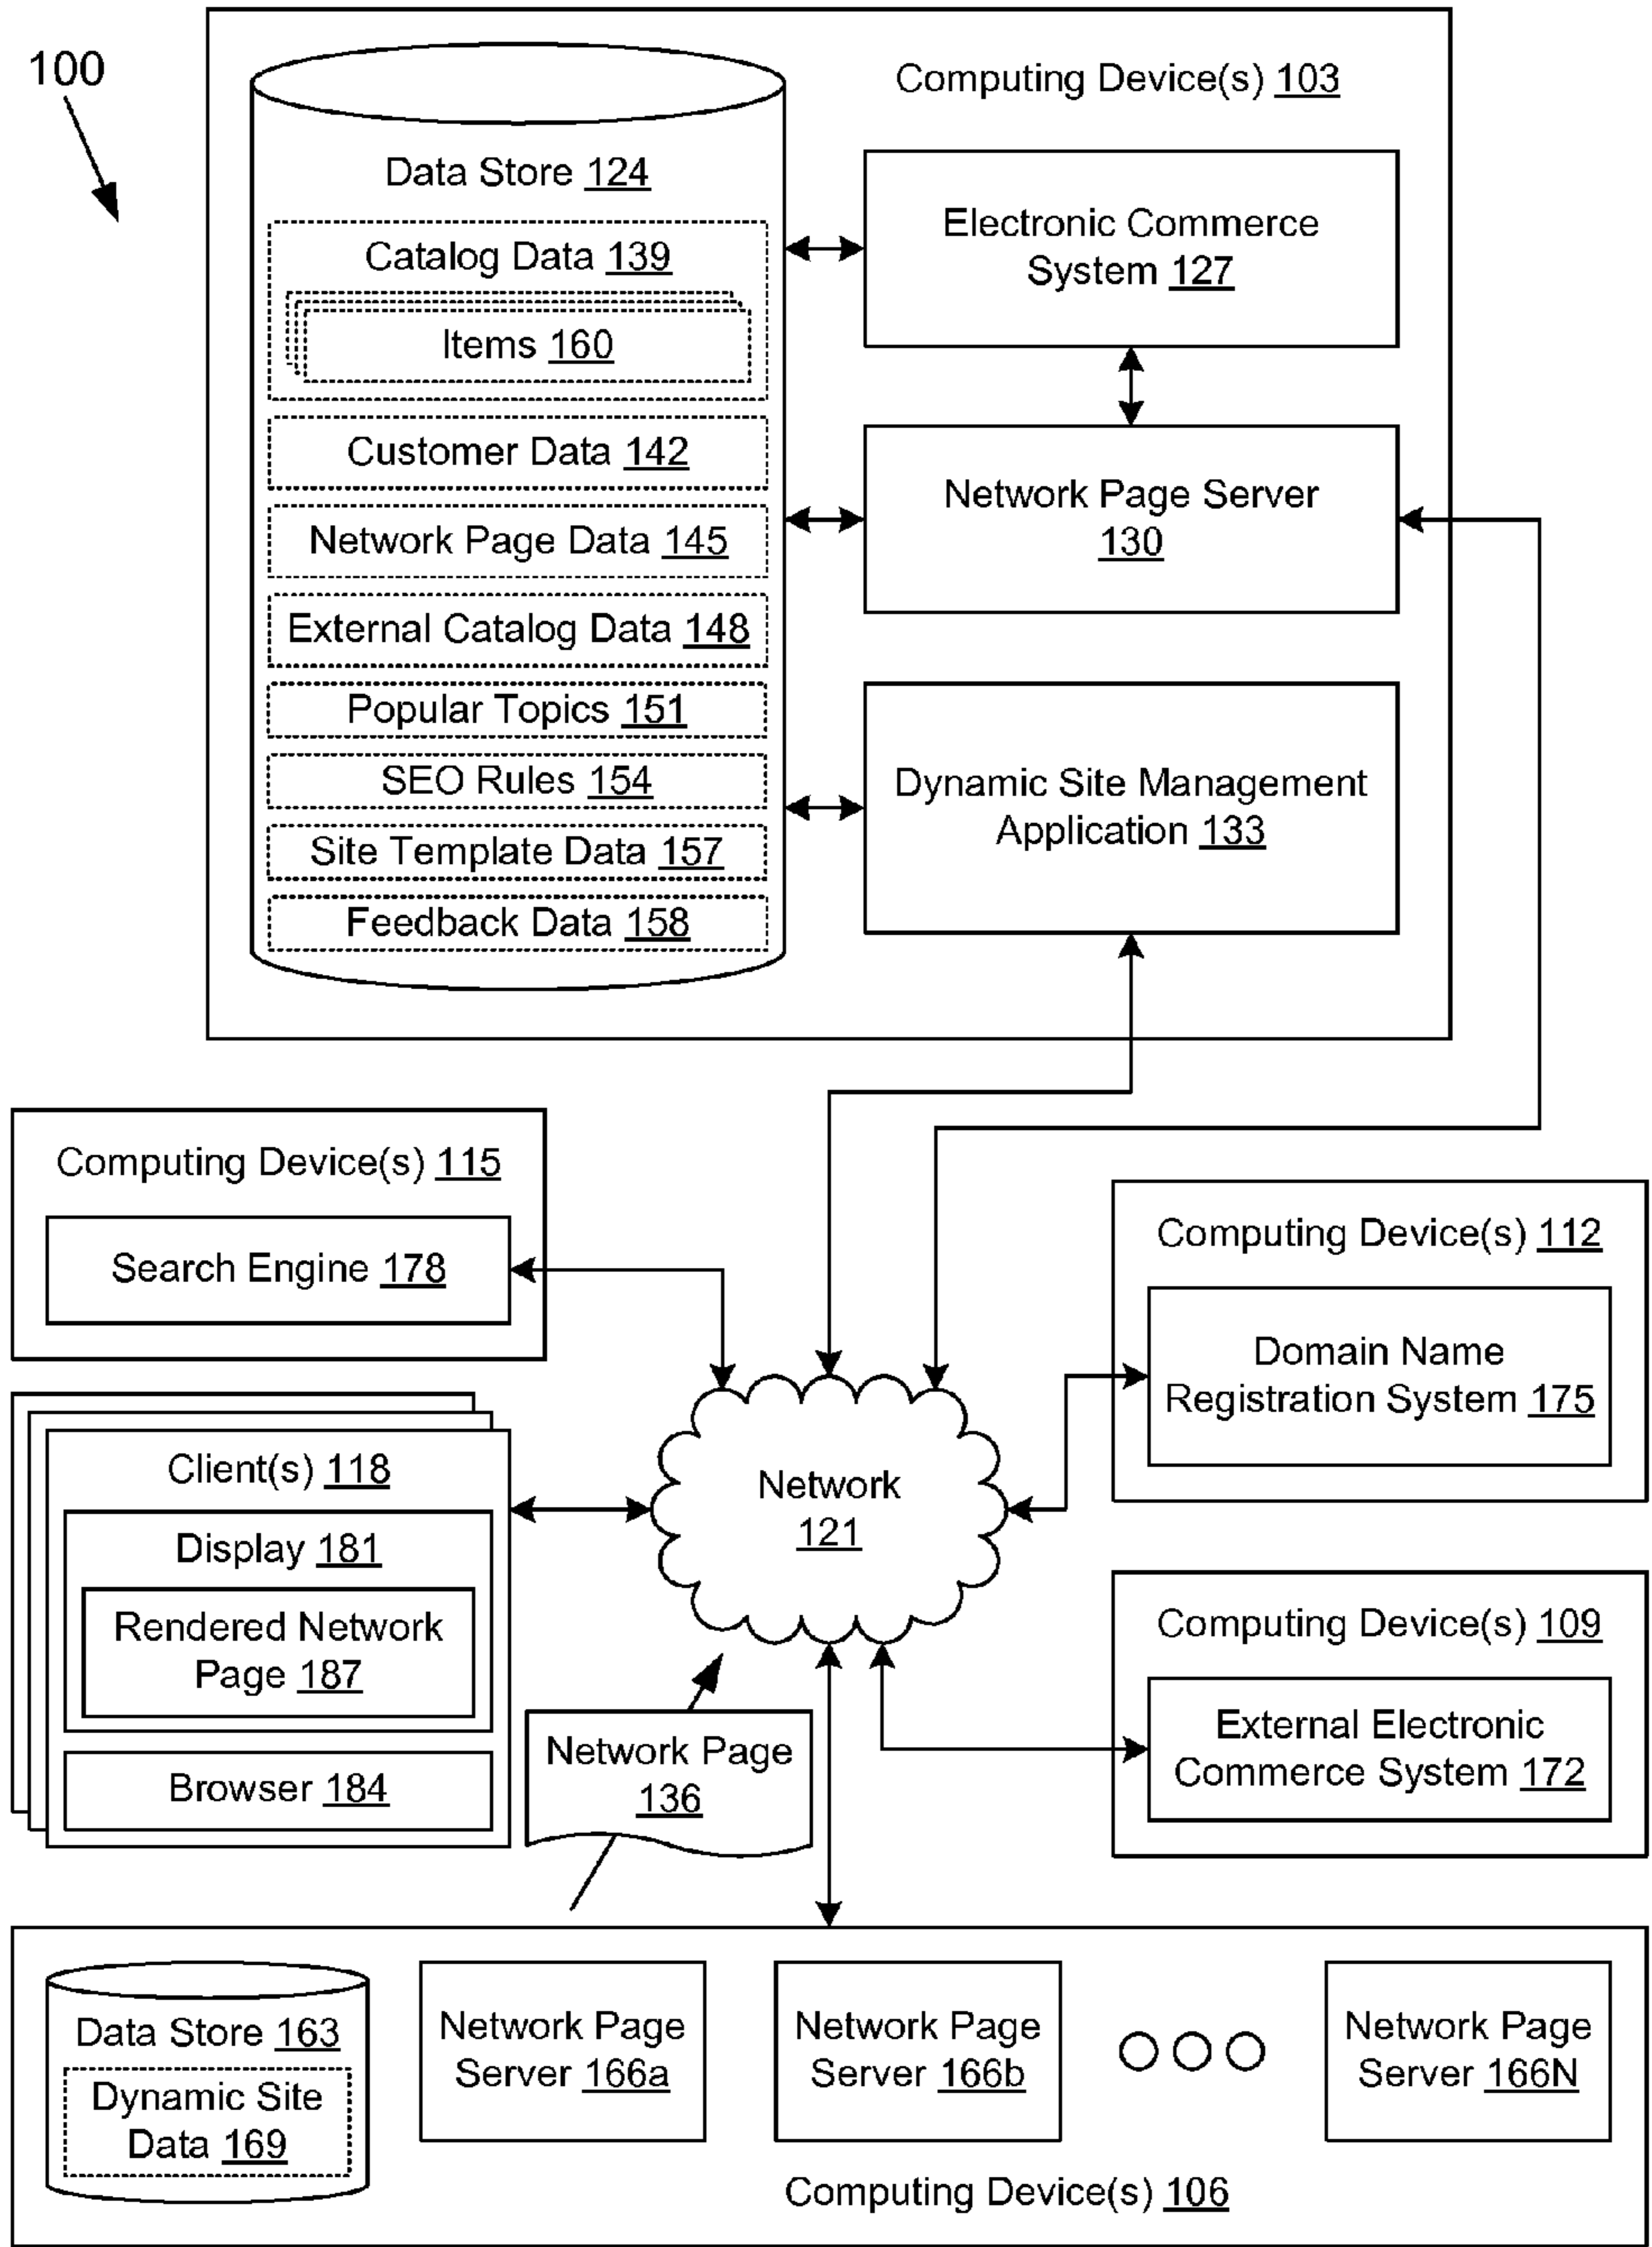 100
Computing Device(s) 103
Data Store 124
Catalog Data 139
Items 160
Customer Data 142
Network Page Data 145
External Catalog Data 148
Popular Topics 151
SEO Rules 154
Site Template Data 157
Feedback Data 158
Electronic Commerce
System 127
Network Page Server
130
Dynamic Site Management
Application 133
Computing Device(s) 115
Search Engine 178
Computing Device(s) 112
Domain Name
Registration System 175
Client(s) 118
Display 181
Rendered Network
Page 187
Browser 184
Network
121
Computing Device(s) 109
External Electronic
Commerce System 172
Network Page
136
Data Store 163
Dynamic Site
Data 169
Network Page
Server 166a
Network Page
Server 166b
Network Page
Server 166N
Computing Device(s) 106